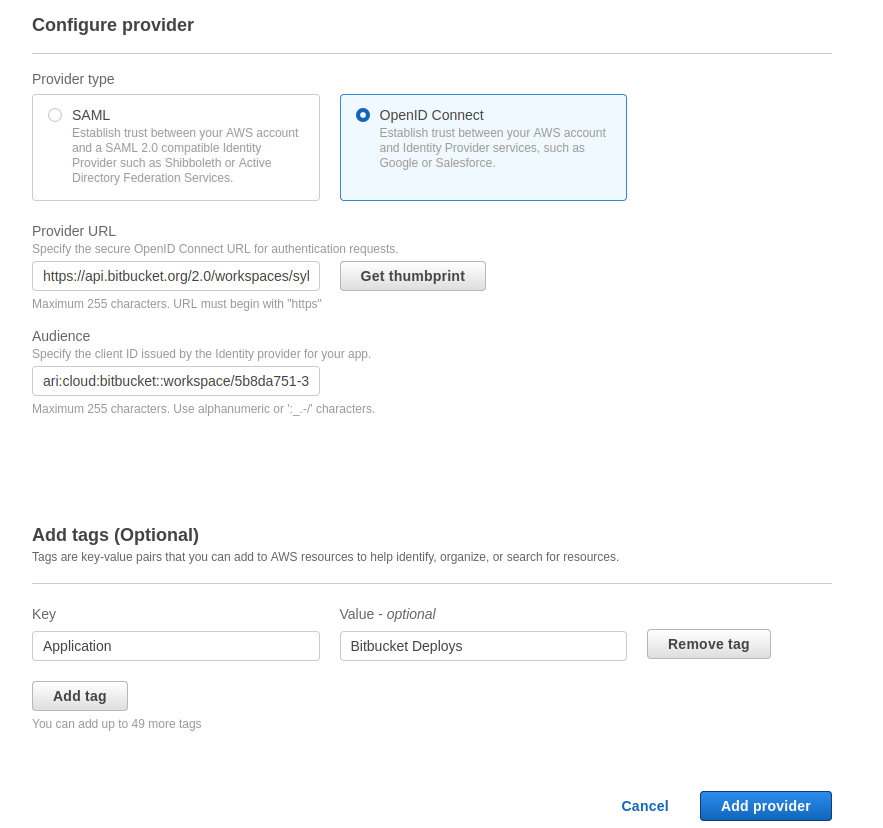 Configure provider
Provider type
SAML
Establish trust between your AWS account
and a SAML 2.0 compatible Identity
Provider such as Shibboleth or Active
Directory Federation Services.
OpenID Connect
Establish trust between your AWS account
and Identity Provider services, such as
Google or Salesforce.
Provider URL
Specify the secure OpenID Connect URL for authentication requests.
https://api.bitbucket.org/2.0/workspaces/syl
Get thumbprint
Maximum 255 characters. URL must begin with "https"
Audience
Specify the client ID issued by the Identity provider for your app.
ari:cloud:bitbucket::workspace/5b8da751-3
Maximum 255 characters. Use alphanumeric or ':_.-/' characters.
Add tags (Optional)
Tags are key-value pairs that you can add to AWS resources to help identify, organize, or search for resources.
Key
Value - optional
Application
Bitbucket Deploys
Remove tag
Add tag
You can add up to 49 more tags
Cancel
Add provider